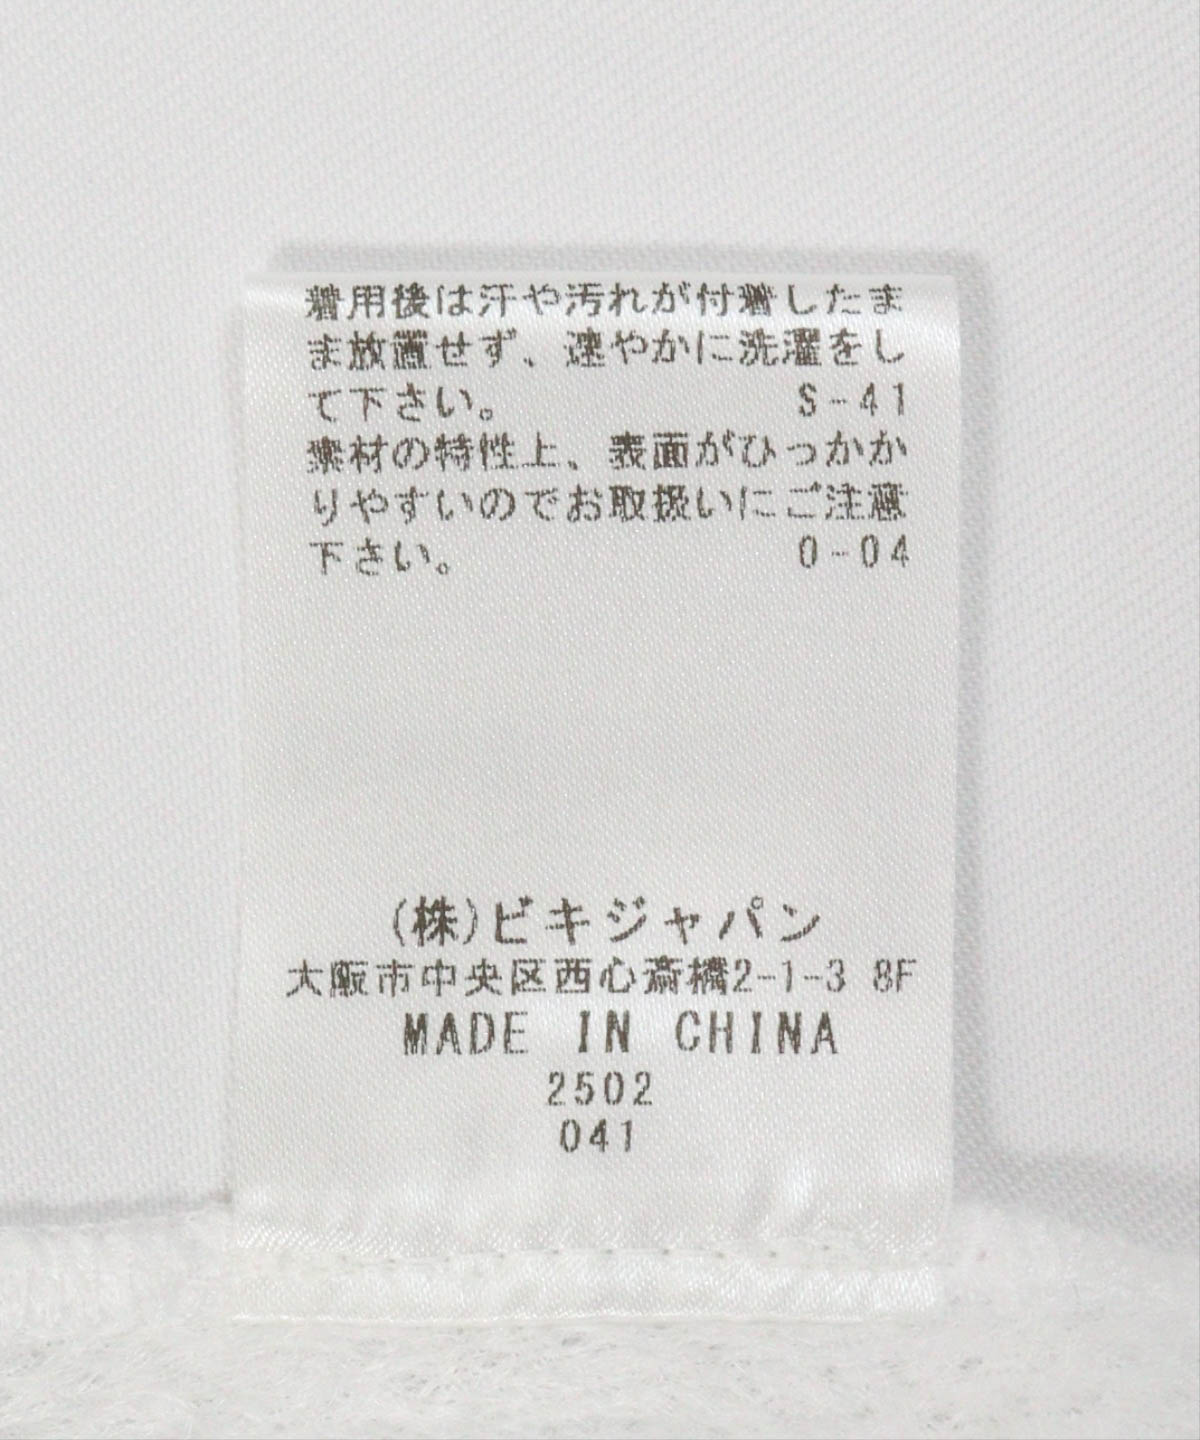 着用後は汗や汚れが付着したま
ま放置せず、速やかに洗濯をし
て下さい。 S-41
素材の特性上、表面がひっかか
りやすいのでお取扱いにご注意
下さい。 0-04
(株)ビキジャパン
大阪市中央区西心斎橋2-1-3 8F
MADE IN CHINA
2502
041